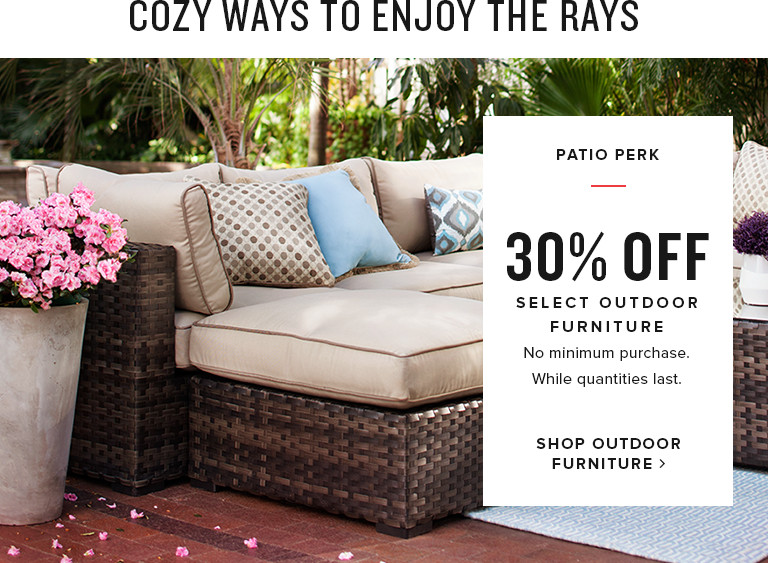 COZY WAYS TO ENJOY THE RAYS
PATIO PERK
30% OFF
SELECT OUTDOOR
FURNITURE
No minimum purchase.
While quantities last.
SHOP OUTDOOR
FURNITURE >